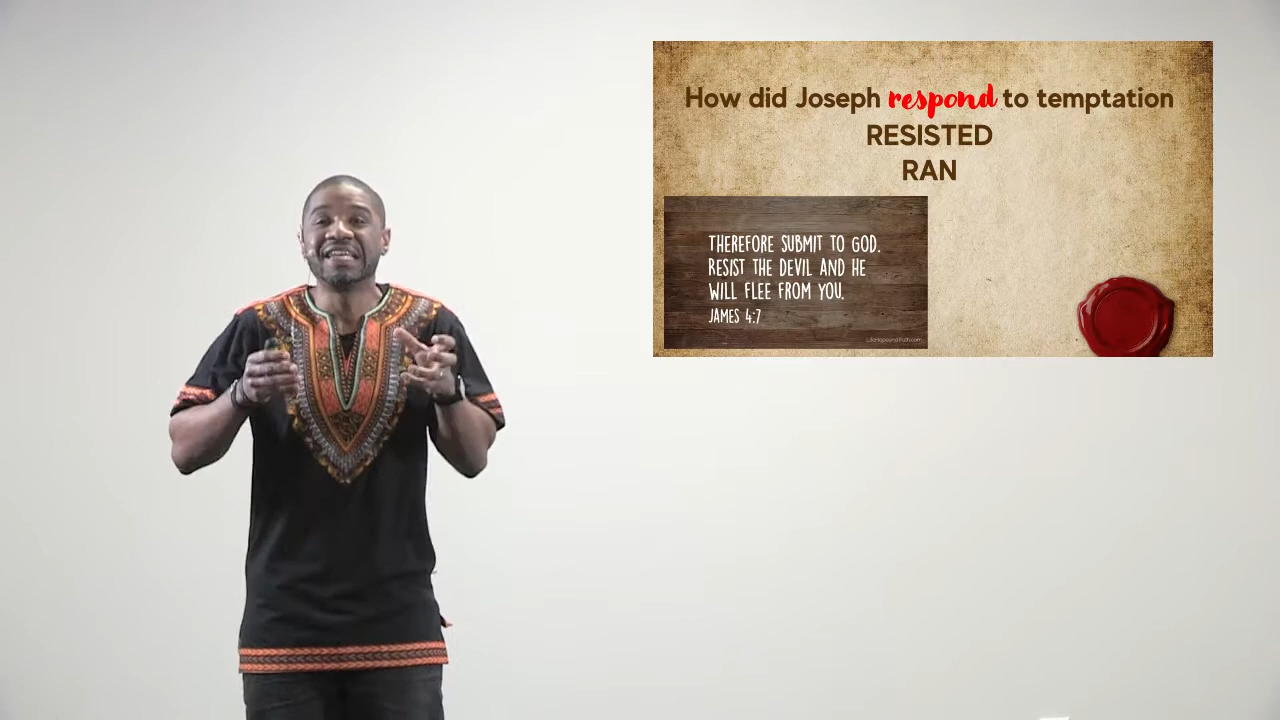 How did Joseph respond to temptation
RESISTED
RAN
THEREFORE SUBMIT TO GOD.
RESIST THE DEVIL AND HE
WILL FLEE FROM YOU.
JAMES 4:7